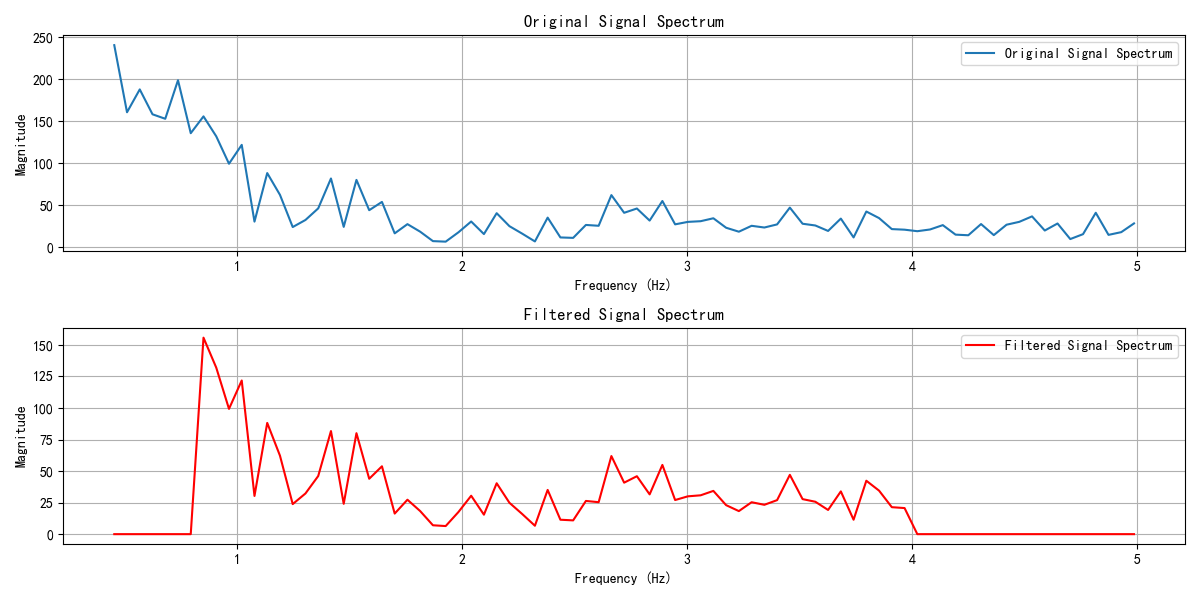 Original Signal Spectrum
250
200
150
100
50
0
Magnitude
Original Signal Spectrum
1 2 3 4 5
Frequency (Hz)
Filtered Signal Spectrum
150
125
100
75
50
25
0
Magnitude
Filtered Signal Spectrum
1 2 3 4 5
Frequency (Hz)